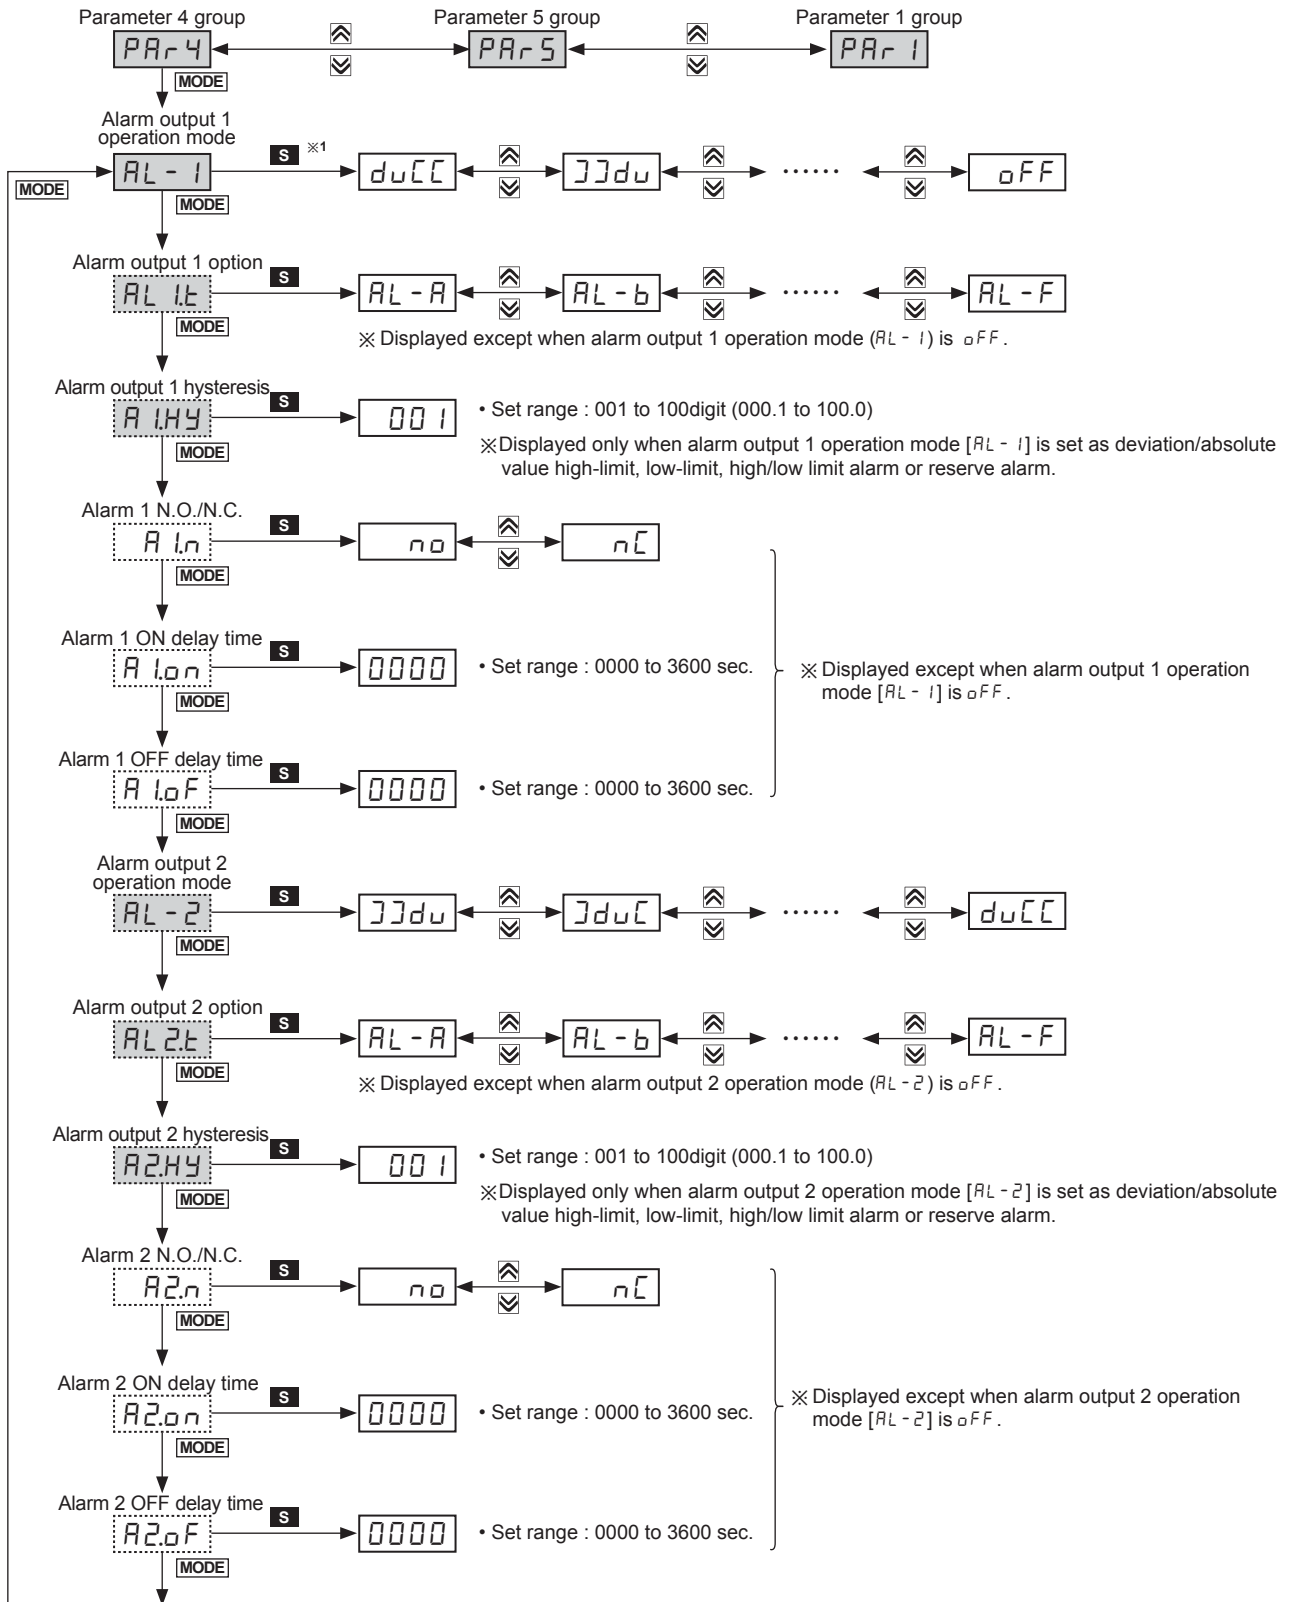 Parameter 4 group Parameter 5 group Parameter 1 group
PAr4 PAr5 PAr1
MODE
Alarm output 1
operation mode
AL-1 S ※1 duCC ]]du ...... oFF
MODE MODE
Alarm output 1 option
AL1.t S AL-A AL-b ...... AL-F
MODE
※ Displayed except when alarm output 1 operation mode (AL-1) is oFF.
Alarm output 1 hysteresis
A1.HY S 001 • Set range : 001 to 100digit (000.1 to 100.0)
MODE
※Displayed only when alarm output 1 operation mode [AL-1] is set as deviation/absolute
value high-limit, low-limit, high/low limit alarm or reserve alarm.
Alarm 1 N.O./N.C.
A1.n S no nC
MODE
Alarm 1 ON delay time
A1.on S 0000 • Set range : 0000 to 3600 sec.
MODE
※ Displayed except when alarm output 1 operation
mode [AL-1] is oFF.
Alarm 1 OFF delay time
A1.oF S 0000 • Set range : 0000 to 3600 sec.
MODE
Alarm output 2
operation mode
AL-2 S ]]du ]duC ...... duCC
MODE
Alarm output 2 option
AL2.t S AL-A AL-b ...... AL-F
MODE
※ Displayed except when alarm output 2 operation mode (AL-2) is oFF.
Alarm output 2 hysteresis
A2.HY S 001 • Set range : 001 to 100digit (000.1 to 100.0)
MODE
※Displayed only when alarm output 2 operation mode [AL-2] is set as deviation/absolute
value high-limit, low-limit, high/low limit alarm or reserve alarm.
Alarm 2 N.O./N.C.
A2.n S no nC
MODE
Alarm 2 ON delay time
A2.on S 0000 • Set range : 0000 to 3600 sec.
MODE
※ Displayed except when alarm output 2 operation
mode [AL-2] is oFF.
Alarm 2 OFF delay time
A2.oF S 0000 • Set range : 0000 to 3600 sec.
MODE